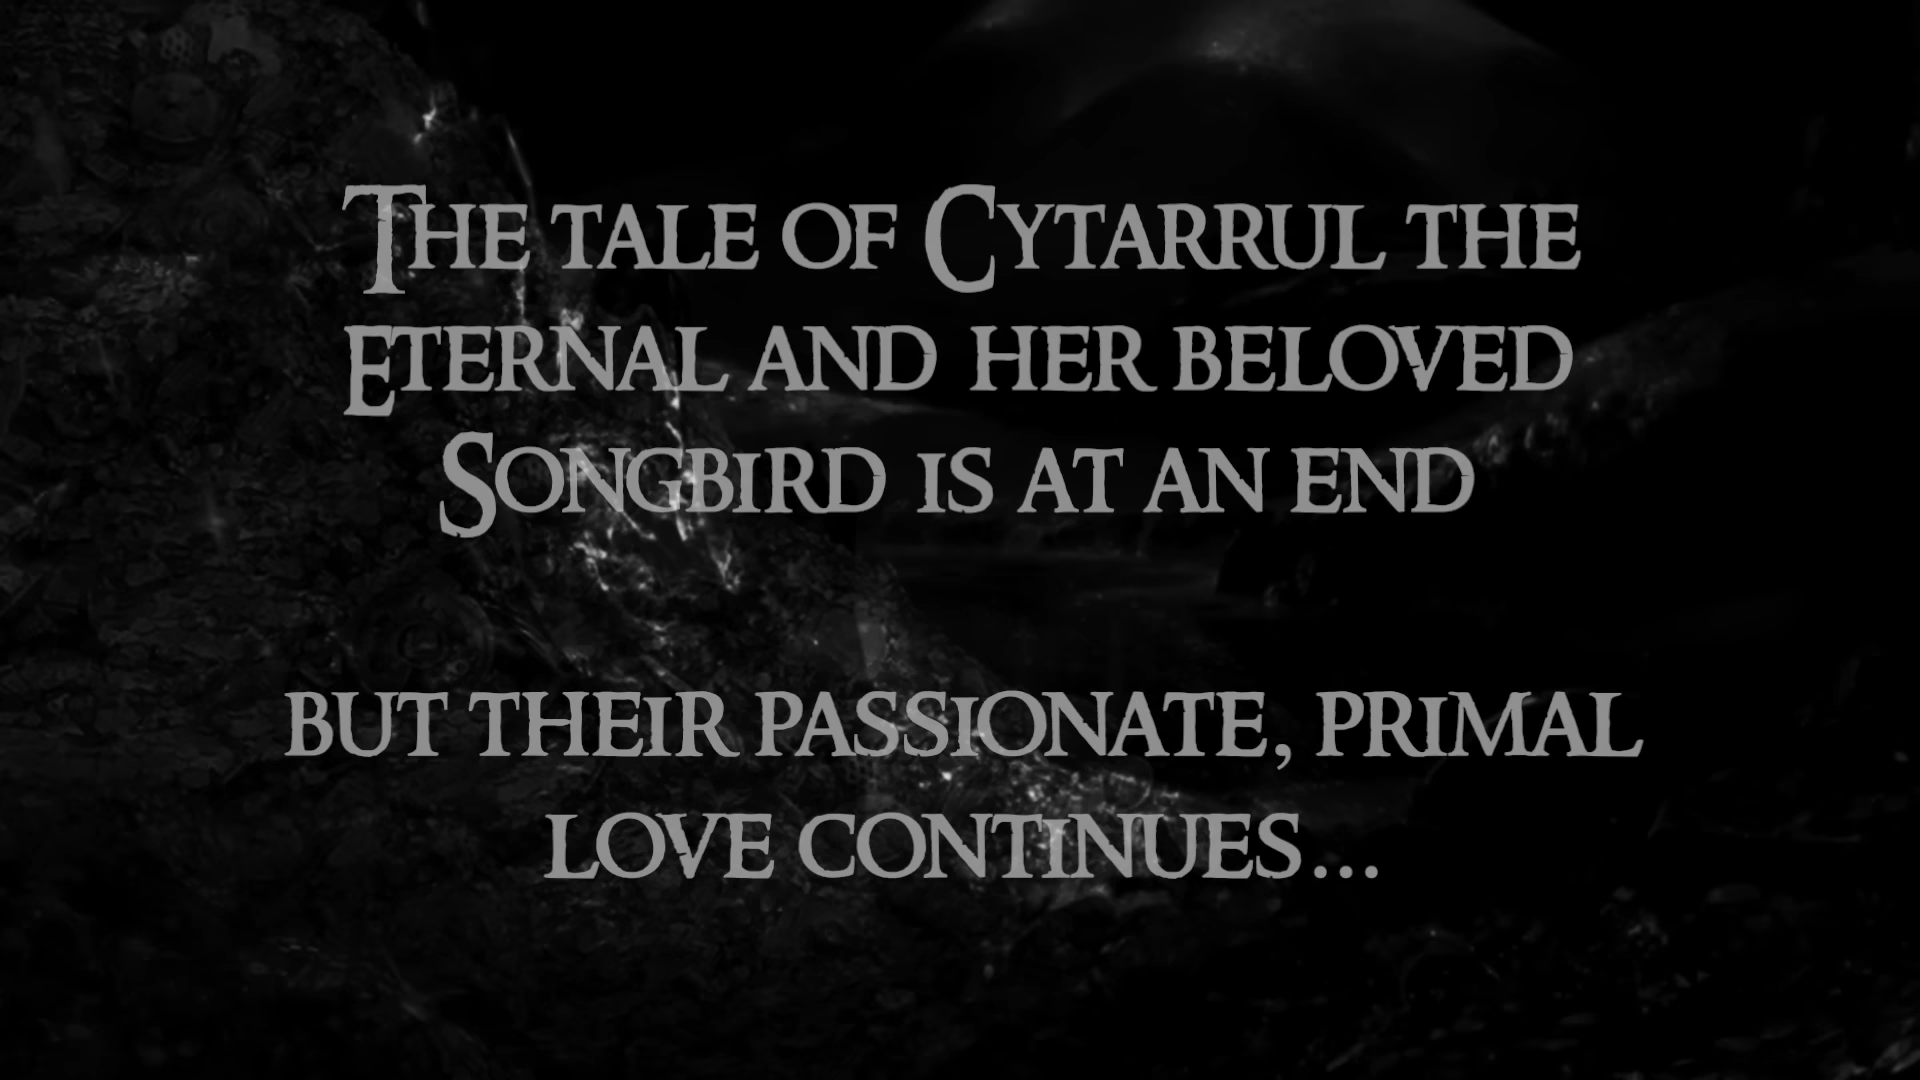 The tale of Cytarrul the
Eternal and her beloved
Songbird is at an end
but their passionate, primal
love continues...